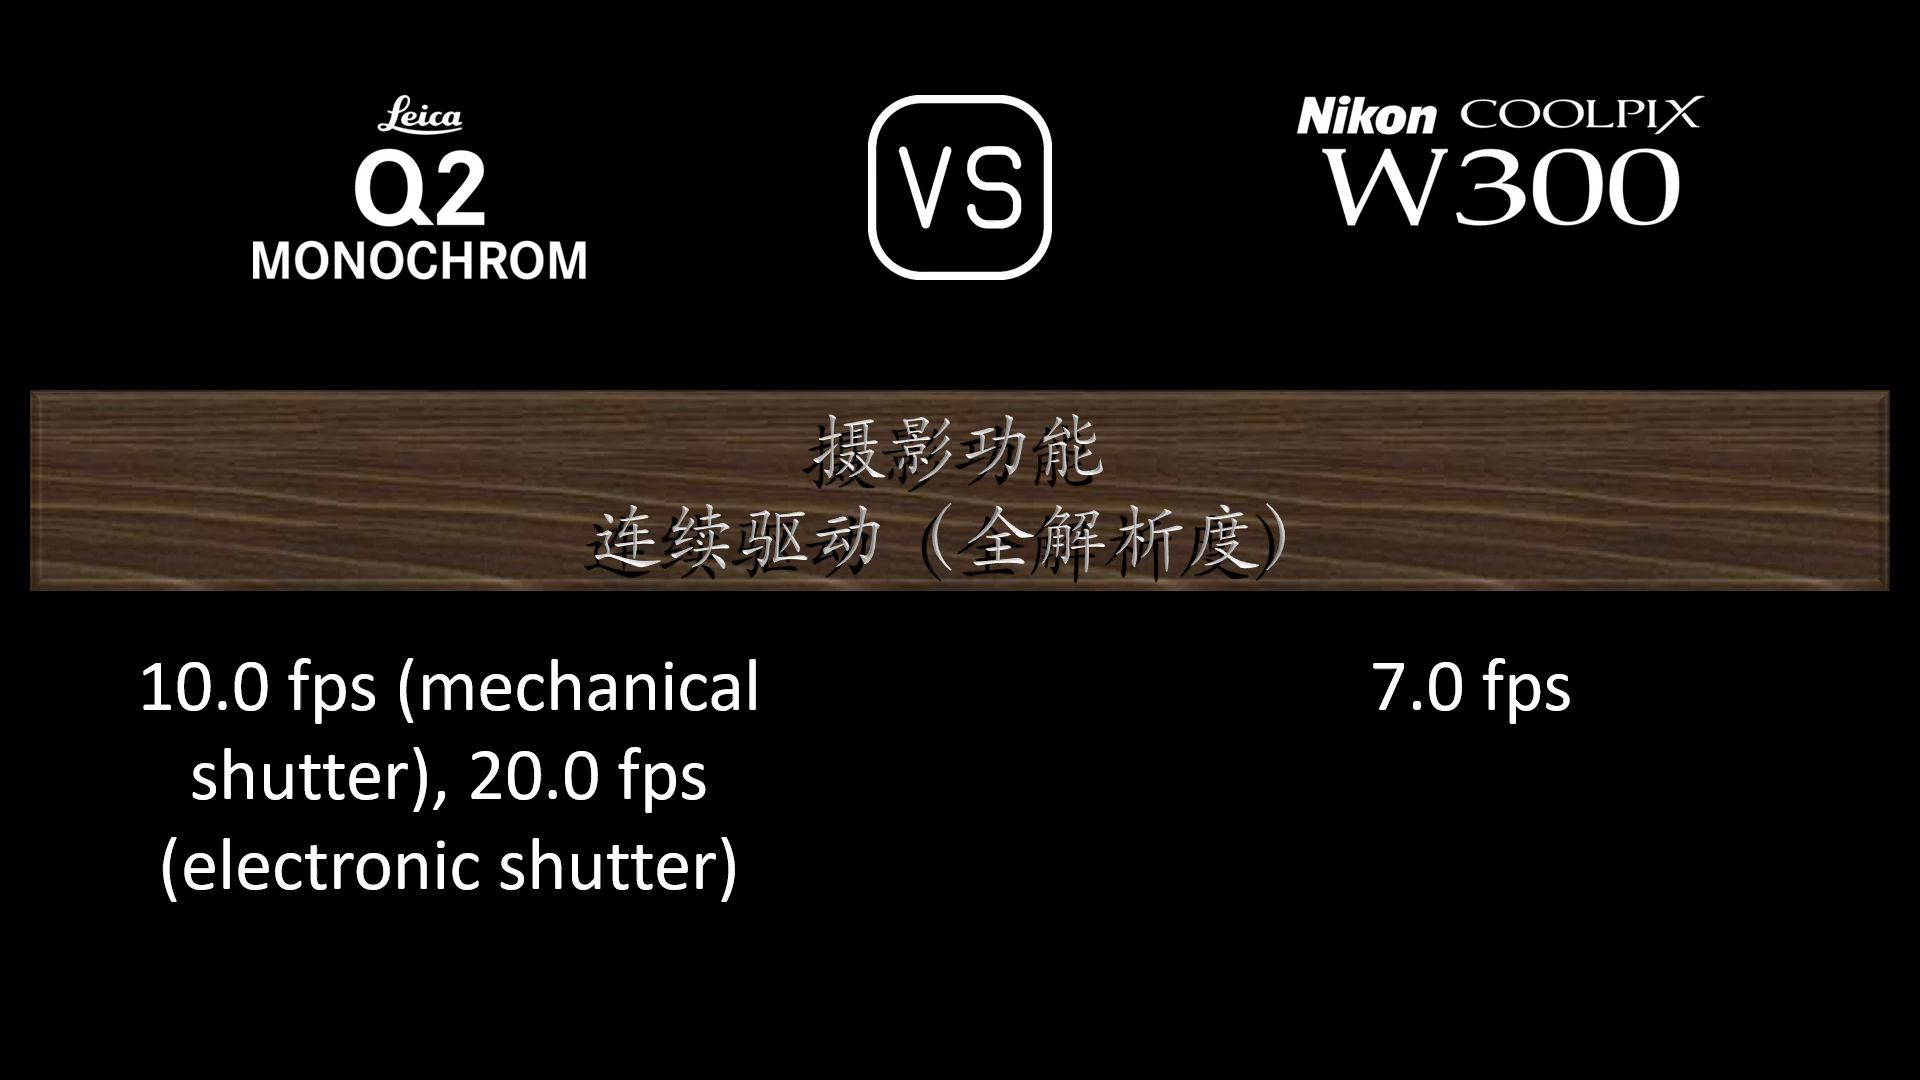 Leica
Q2
MONOCHROM
VS
Nikon COOLPIX
W300
摄影功能
连续驱动（全解析度）
10.0 fps (mechanical
shutter), 20.0 fps
(electronic shutter)
7.0 fps